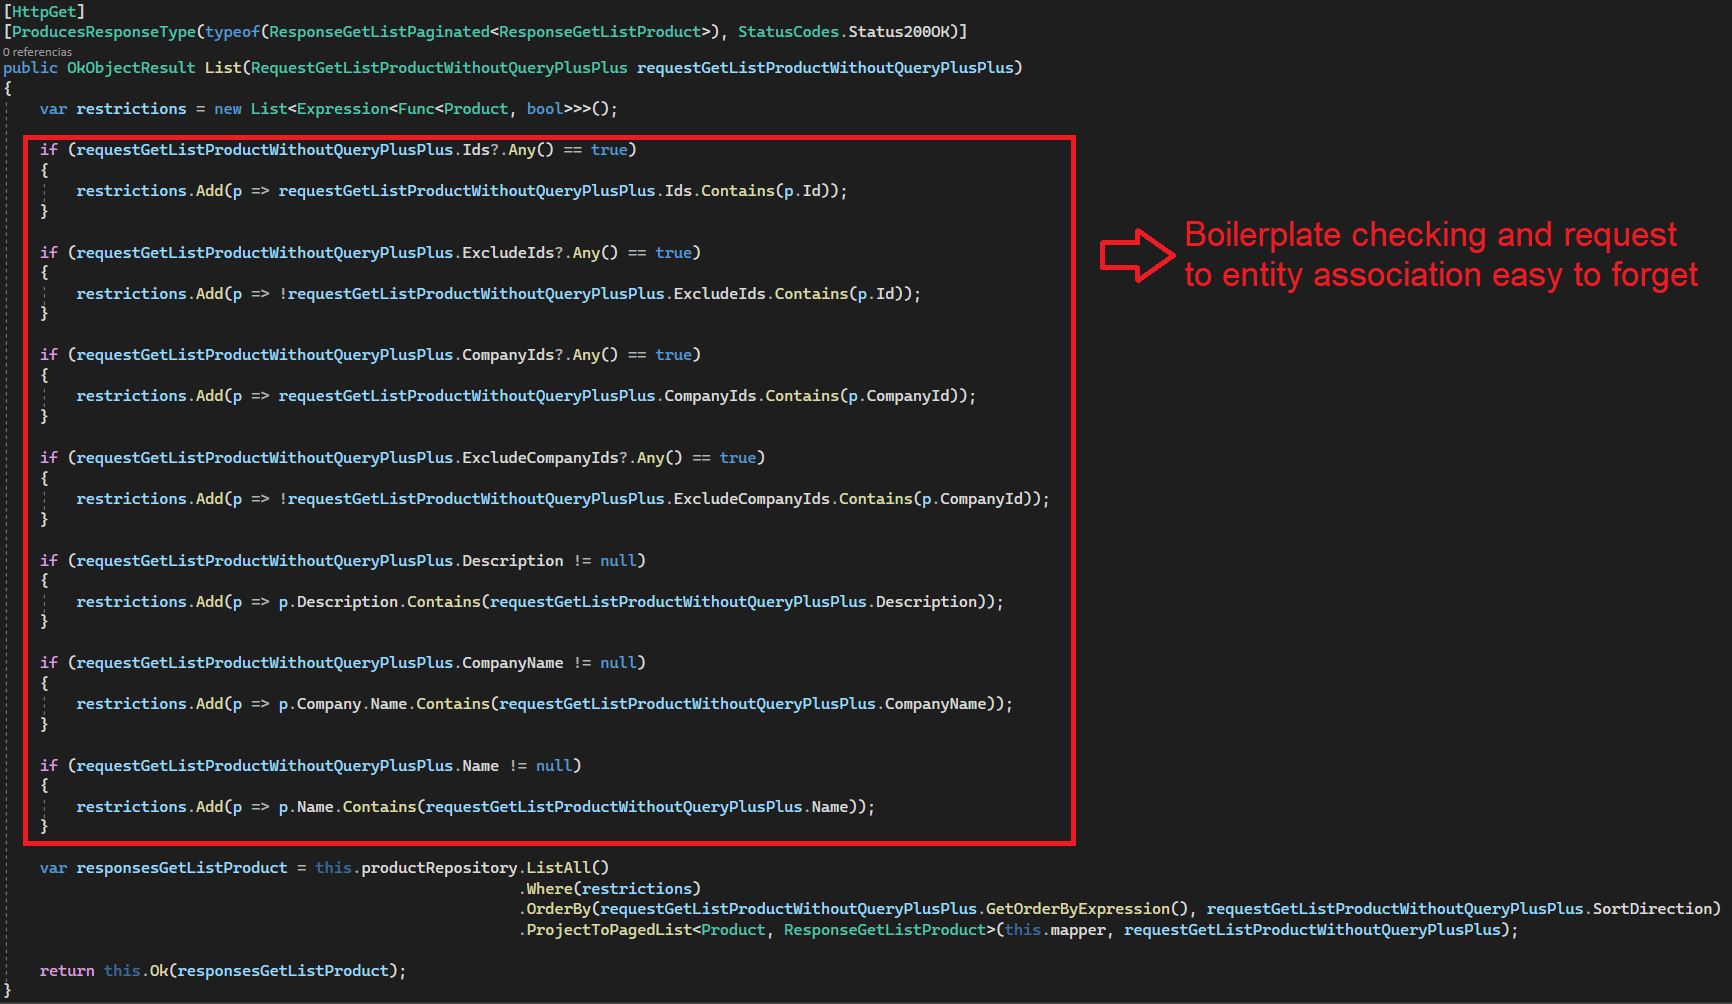 [HttpGet]
[ProducesResponseType(typeof(ResponseGetListPaginated<ResponseGetListProduct>), StatusCodes.Status200OK)]
0 referencias
public OkObjectResult List(RequestGetListProductWithoutQueryPlusPlus requestGetListProductWithoutQueryPlusPlus)
{
var restrictions = new List<Expression<Func<Product, bool>>>();
if (requestGetListProductWithoutQueryPlusPlus.Ids?.Any() == true)
{
restrictions.Add(p => requestGetListProductWithoutQueryPlusPlus.Ids.Contains(p.Id));
}
if (requestGetListProductWithoutQueryPlusPlus.ExcludeIds?.Any() == true)
{
restrictions.Add(p => !requestGetListProductWithoutQueryPlusPlus.ExcludeIds.Contains(p.Id));
}
if (requestGetListProductWithoutQueryPlusPlus.CompanyIds?.Any() == true)
{
restrictions.Add(p => requestGetListProductWithoutQueryPlusPlus.CompanyIds.Contains(p.CompanyId));
}
if (requestGetListProductWithoutQueryPlusPlus.ExcludeCompanyIds?.Any() == true)
{
restrictions.Add(p => !requestGetListProductWithoutQueryPlusPlus.ExcludeCompanyIds.Contains(p.CompanyId));
}
if (requestGetListProductWithoutQueryPlusPlus.Description != null)
{
restrictions.Add(p => p.Description.Contains(requestGetListProductWithoutQueryPlusPlus.Description));
}
if (requestGetListProductWithoutQueryPlusPlus.CompanyName != null)
{
restrictions.Add(p => p.Company.Name.Contains(requestGetListProductWithoutQueryPlusPlus.CompanyName));
}
if (requestGetListProductWithoutQueryPlusPlus.Name != null)
{
restrictions.Add(p => p.Name.Contains(requestGetListProductWithoutQueryPlusPlus.Name));
}
var responsesGetListProduct = this.productRepository.ListAll()
.Where(restrictions)
.OrderBy(requestGetListProductWithoutQueryPlusPlus.GetOrderByExpression(), requestGetListProductWithoutQueryPlusPlus.SortDirection)
.ProjectToPagedList<Product, ResponseGetListProduct>(this.mapper, requestGetListProductWithoutQueryPlusPlus);
return this.Ok(responsesGetListProduct);
}
Boilerplate checking and request
to entity association easy to forget